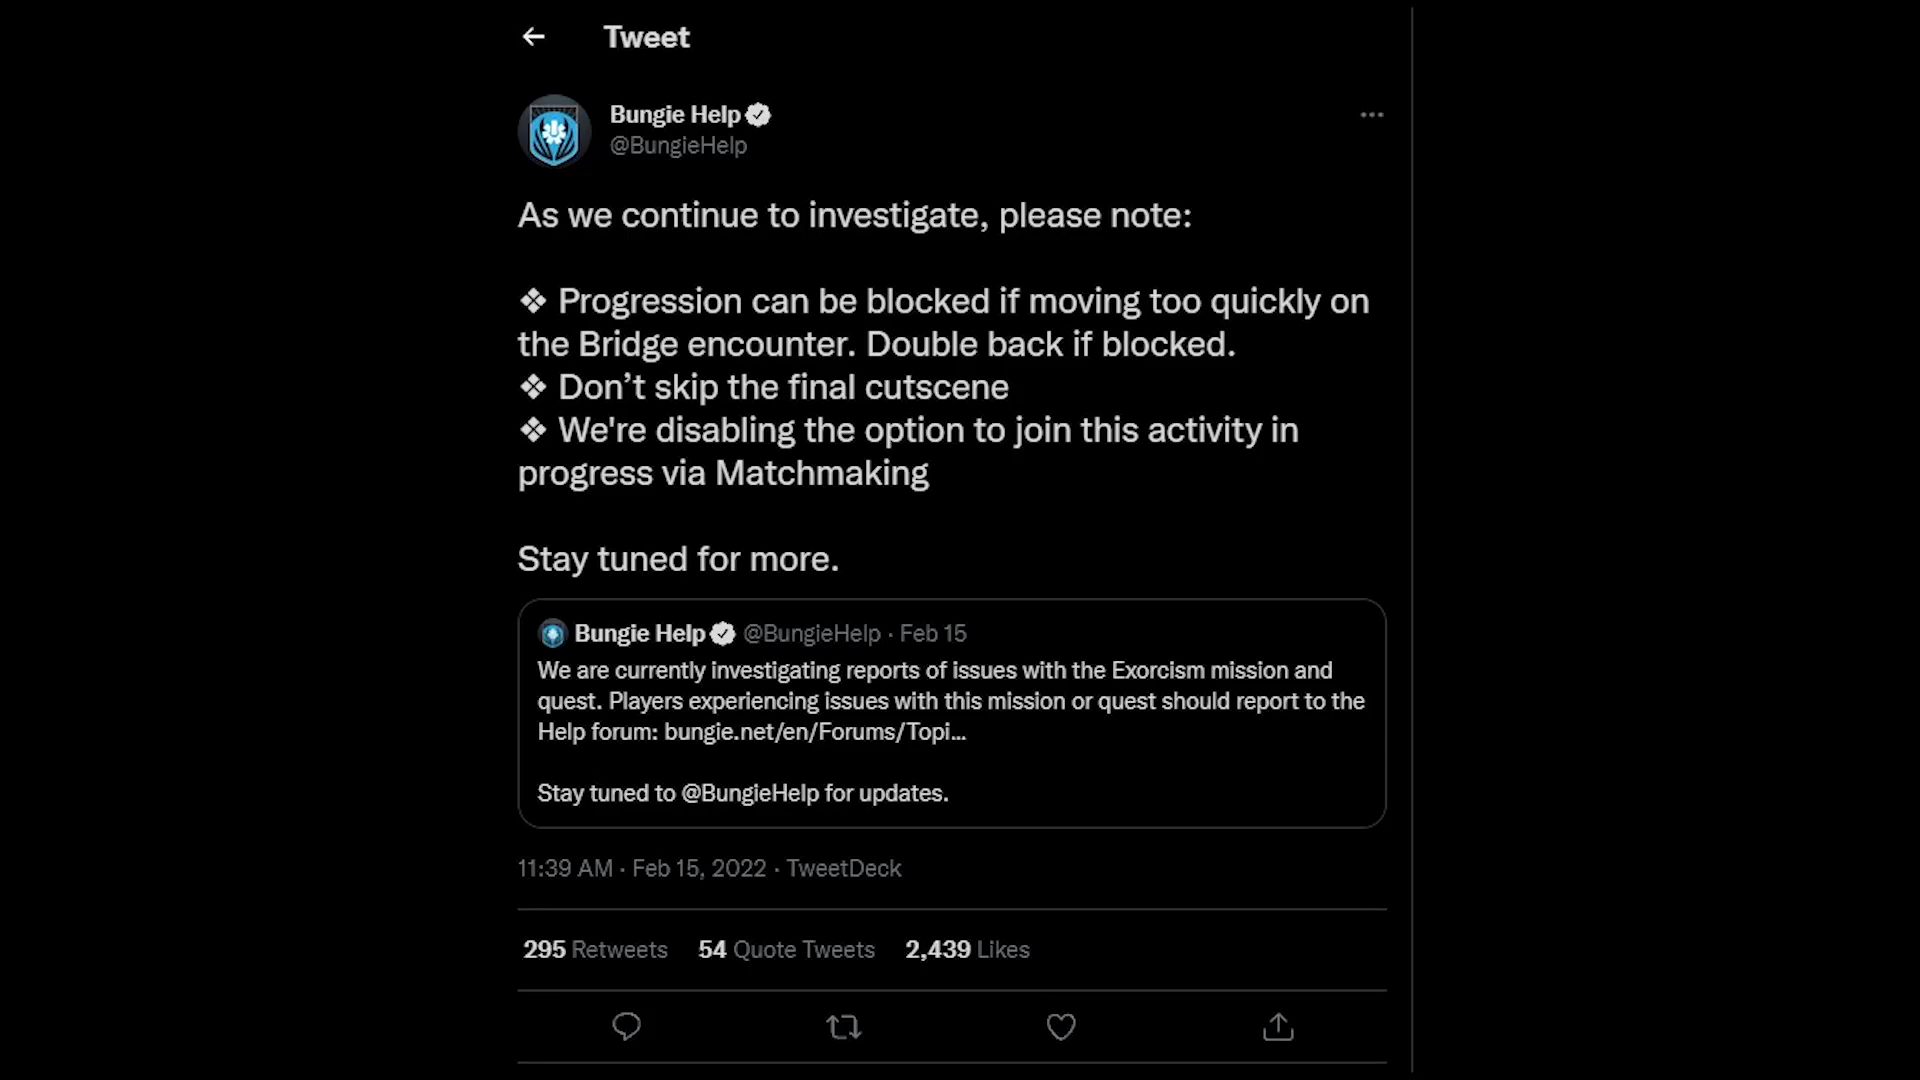 Tweet
Bungie Help
@BungieHelp
As we continue to investigate, please note:
❖ Progression can be blocked if moving too quickly on
the Bridge encounter. Double back if blocked.
❖ Don’t skip the final cutscene
❖ We're disabling the option to join this activity in
progress via Matchmaking
Stay tuned for more.
Bungie Help @BungieHelp · Feb 15
We are currently investigating reports of issues with the Exorcism mission and
quest. Players experiencing issues with this mission or quest should report to the
Help forum: bungie.net/en/Forums/Topi...
Stay tuned to @BungieHelp for updates.
11:39 AM · Feb 15, 2022 · TweetDeck
295 Retweets 54 Quote Tweets 2,439 Likes